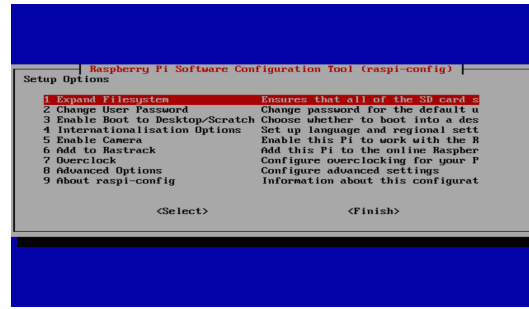 Raspberry Pi Software Configuration Tool (raspi-config)
Setup Options
1 Expand Filesystem Ensures that all of the SD card s
2 Change User Password Change password for the default u
3 Enable Boot to Desktop/Scratch Choose whether to boot into a des
4 Internationalisation Options Set up language and regional sett
5 Enable Camera Enable this Pi to work with the R
6 Add to Rastrack Add this Pi to the online Raspber
7 Overclock Configure overclocking for your P
8 Advanced Options Configure advanced settings
9 About raspi-config Information about this configurat
<Select> <Finish>